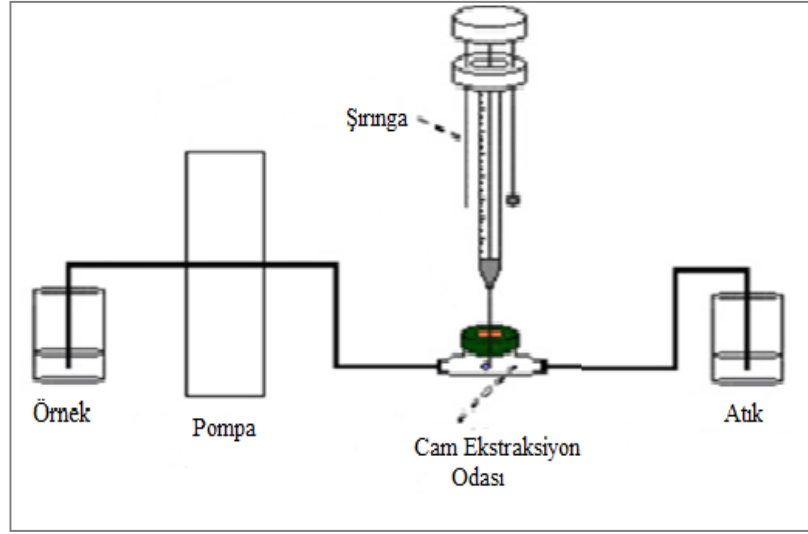 Şırınga
Örnek
Pompa
Cam Ekstraksiyon
Odası
Atık